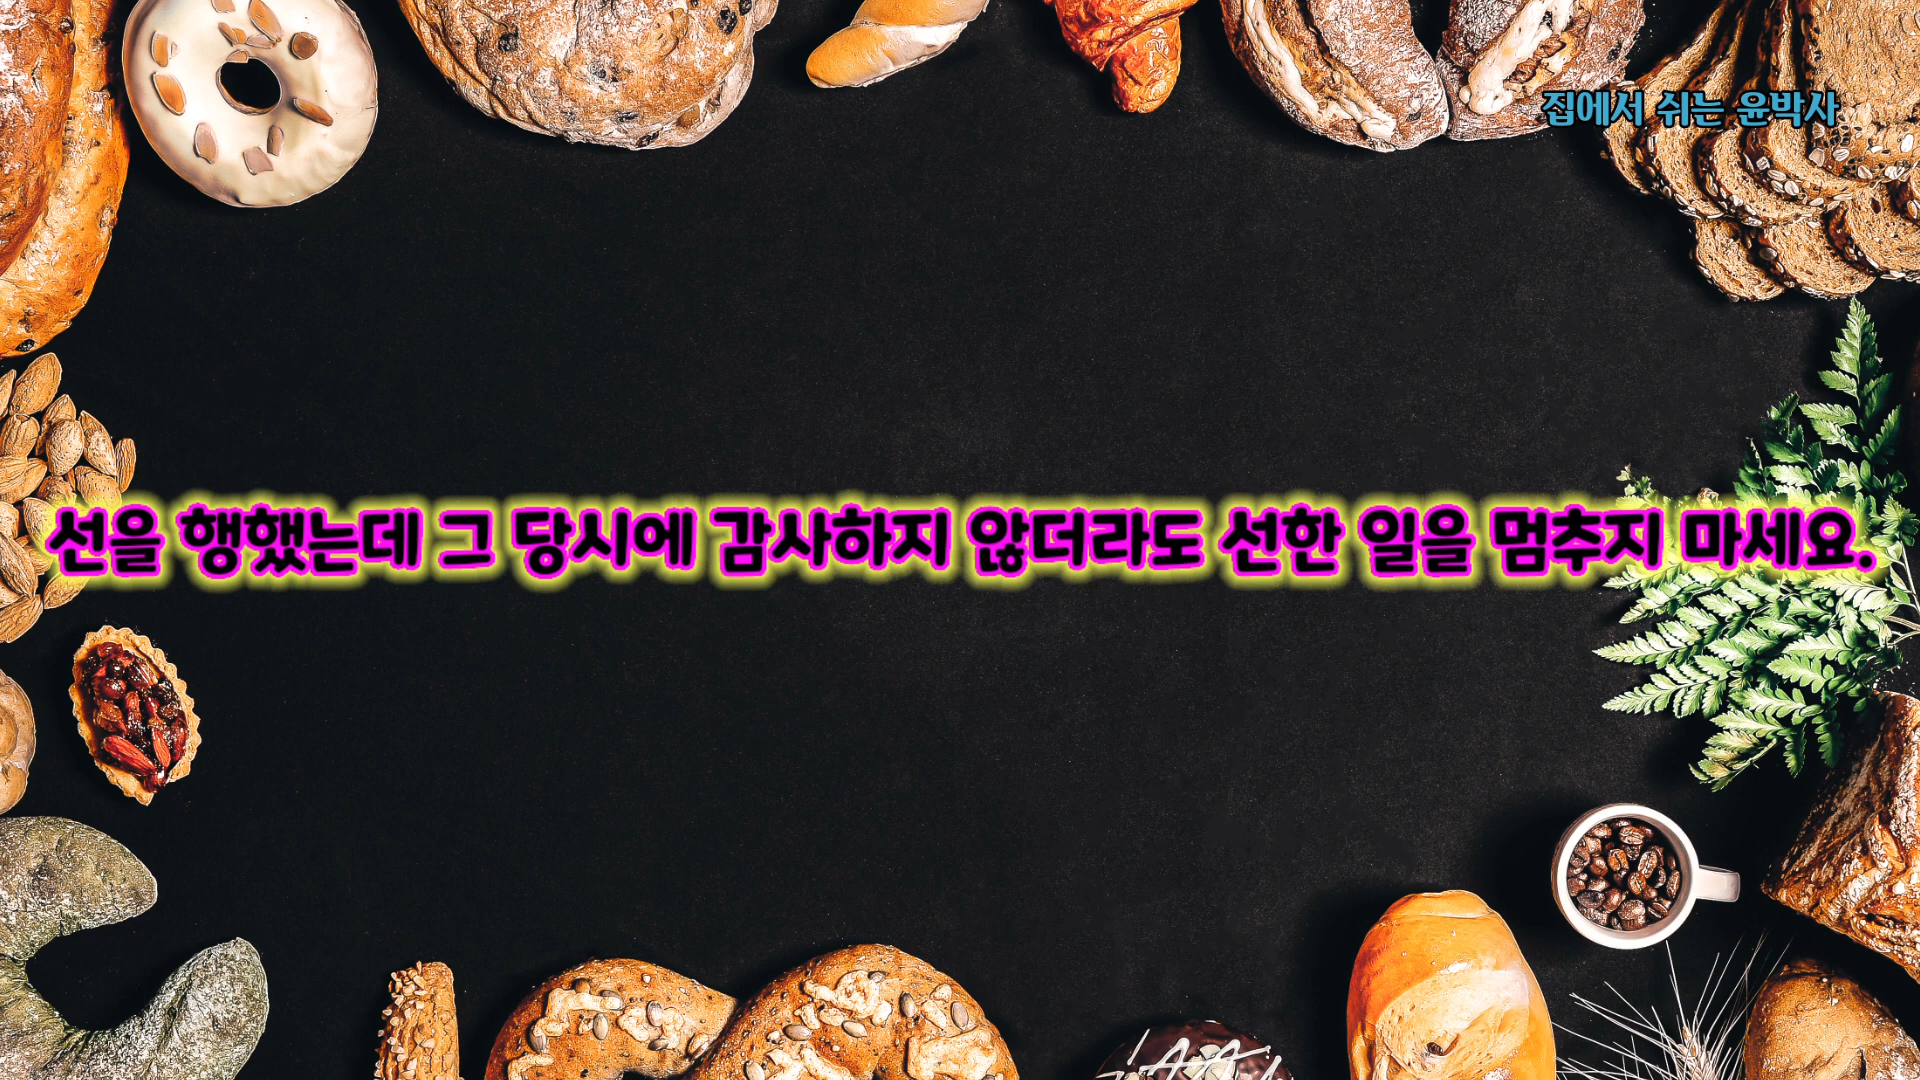 집에서 쉬는 윤박사
선을 행했는데 그 당시에 감사하지 않더라도 선한 일을 멈추지 마세요.